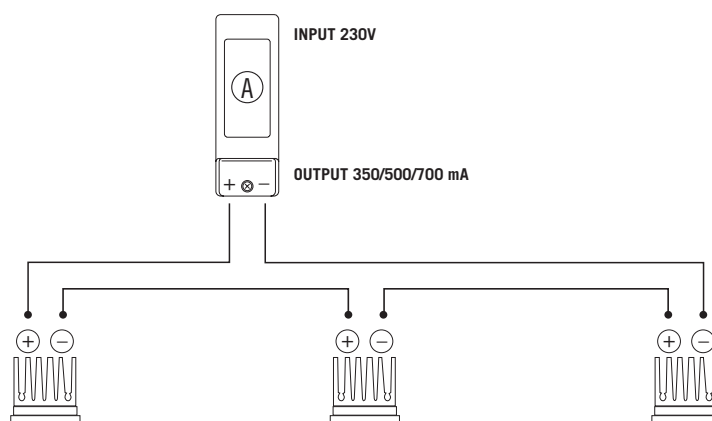 INPUT 230V
A
OUTPUT 350/500/700 mA
+ −
+ − + − + −